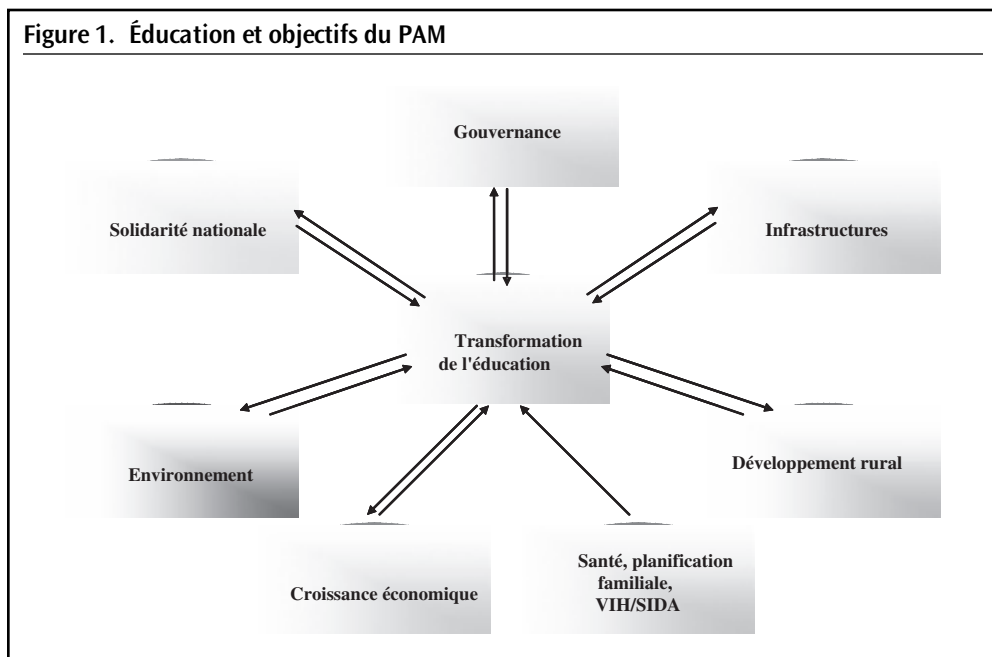 Figure 1. Éducation et objectifs du PAM
Gouvernance
Solidarité nationale
Infrastructures
Transformation
de l'éducation
Environnement
Développement rural
Croissance économique
Santé, planification
familiale,
VIH/SIDA